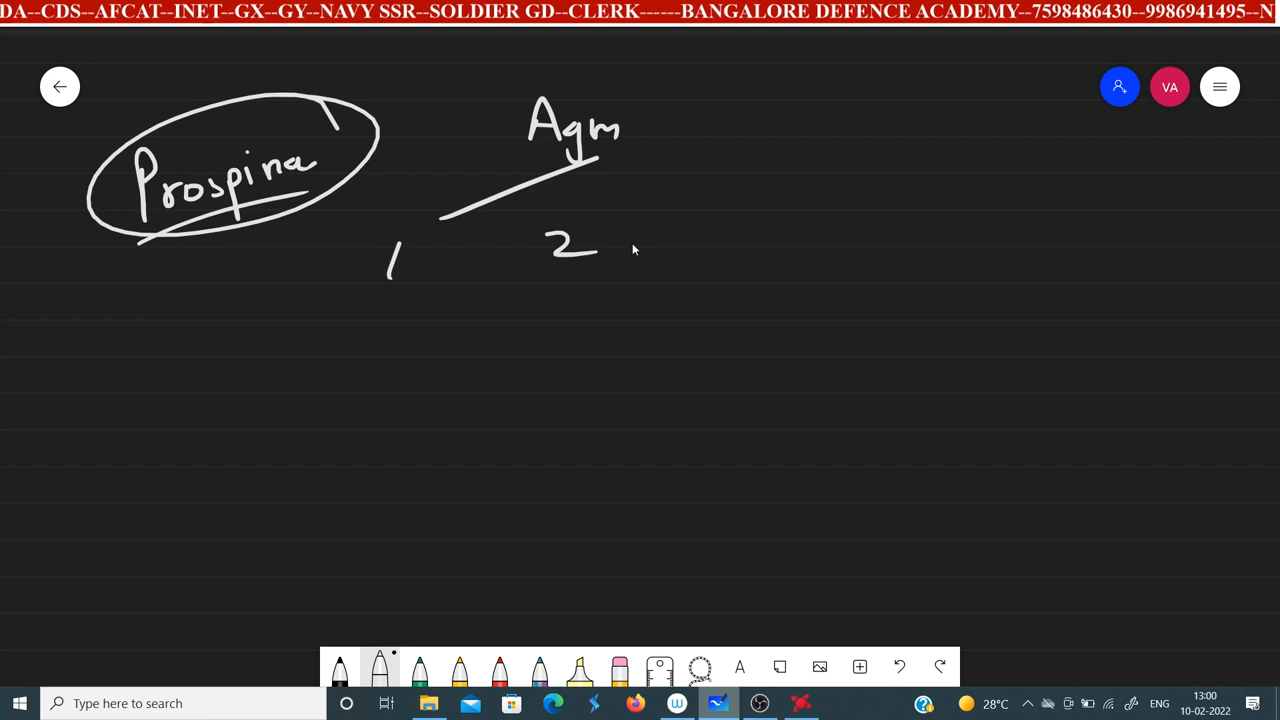 DA--CDS--AFCAT--INET--GX--GY--NAVY SSR--SOLDIER GD--CLERK------BANGALORE DEFENCE ACADEMY--7598486430--9986941495--N
VA
Agm
Prospina
1 2
A
Type here to search
28°C
ENG
13:00
10-02-2022